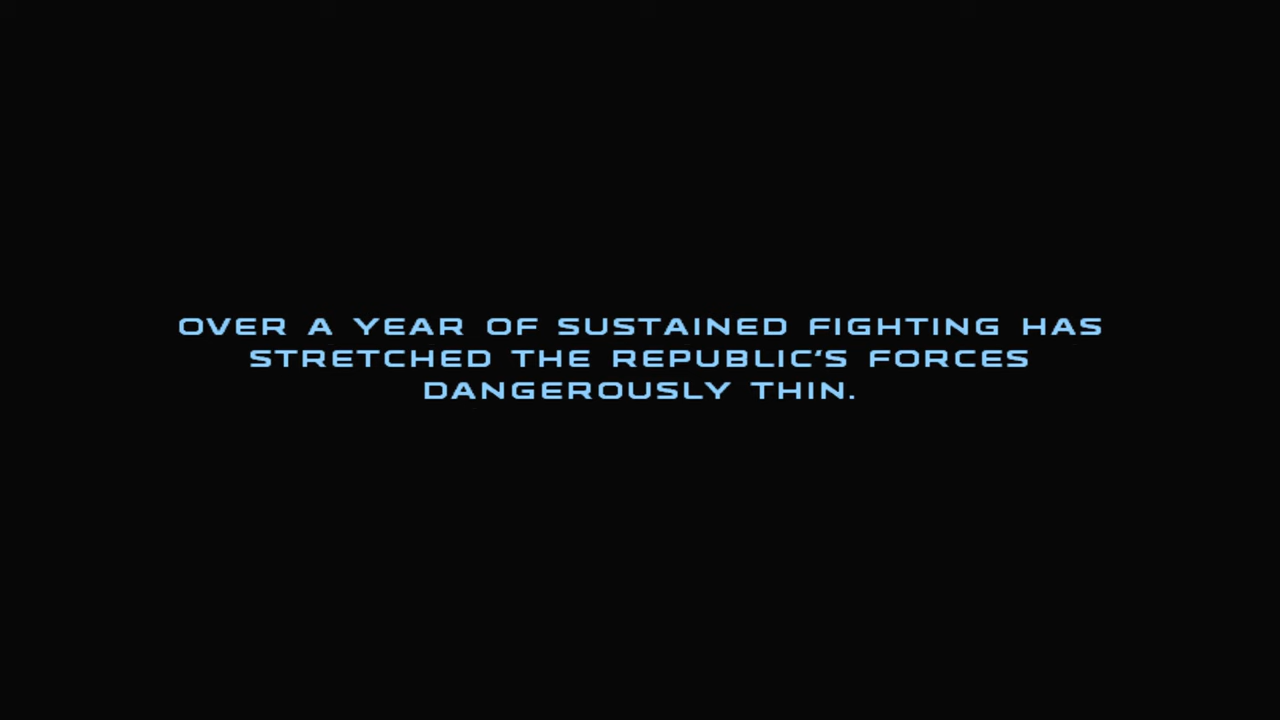 OVER A YEAR OF SUSTAINED FIGHTING HAS
STRETCHED THE REPUBLIC'S FORCES
DANGEROUSLY THIN.